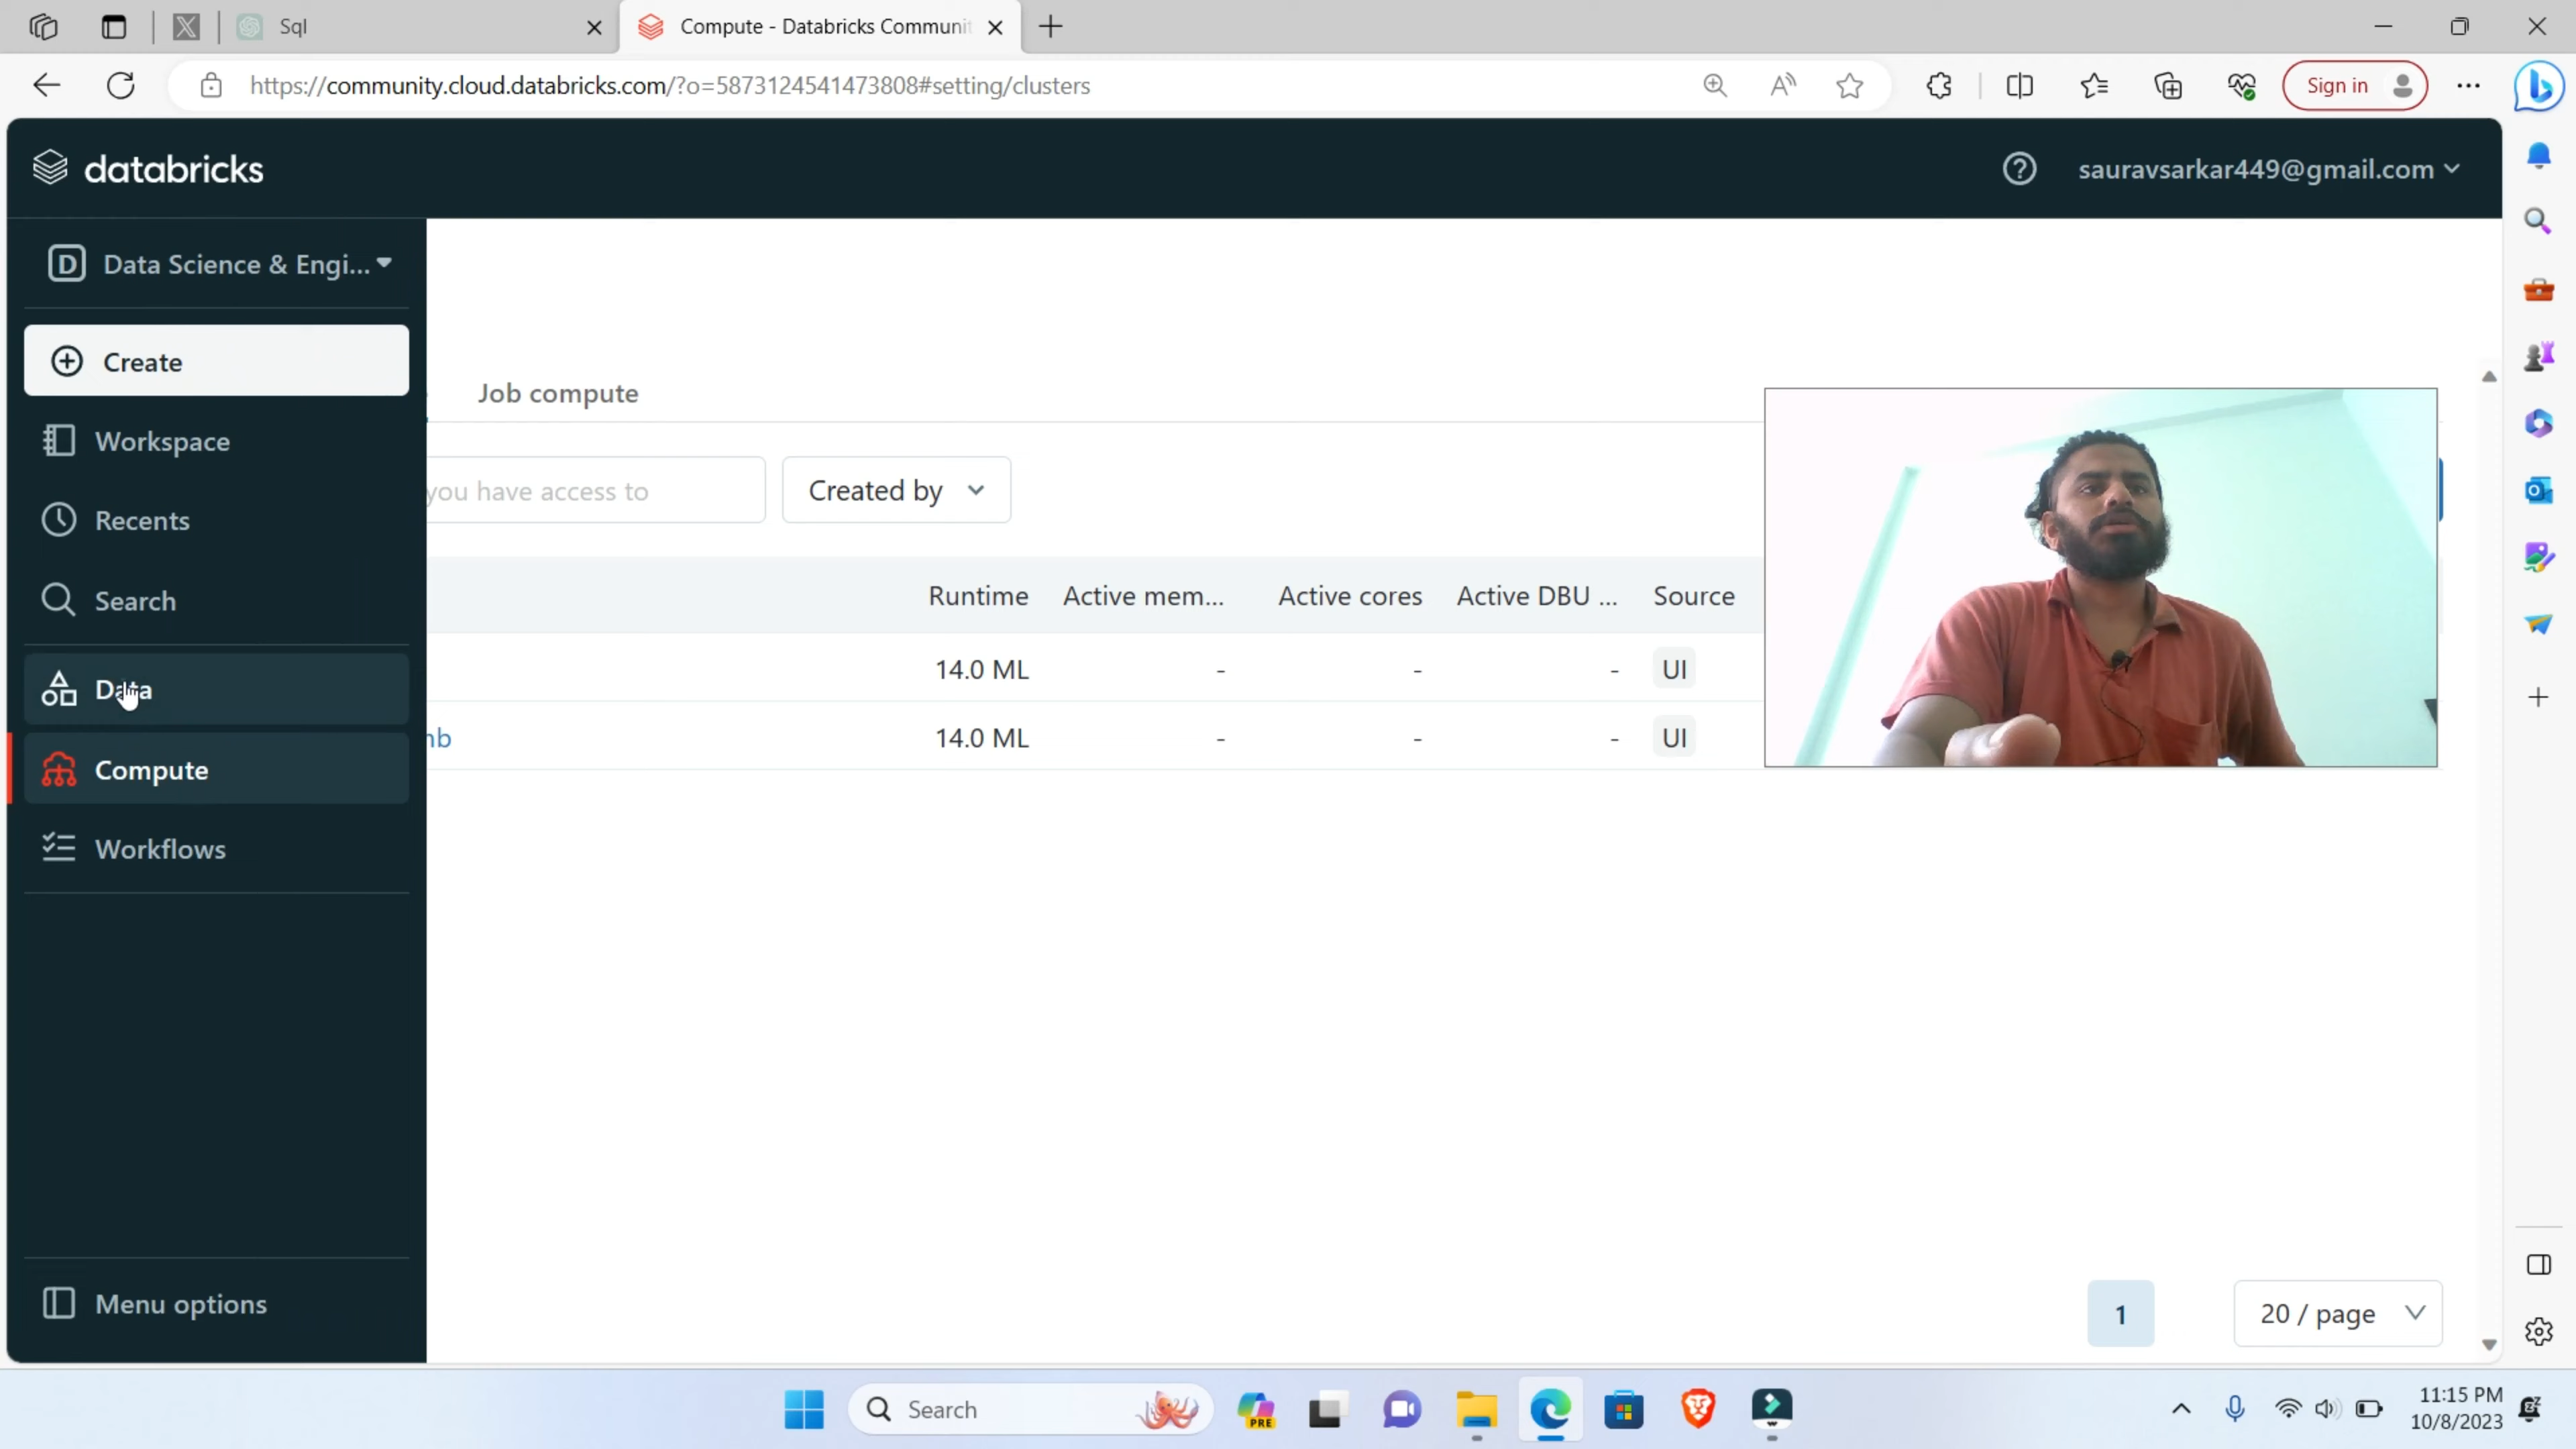 Sql
Compute - Databricks Communit
https://community.cloud.databricks.com/?o=5873124541473808#setting/clusters
Sign in
databricks
sauravsarkar449@gmail.com
Data Science & Engi...
Create
Workspace
Recents
Search
Data
Compute
Workflows
Menu options
Job compute
you have access to
Created by
Runtime
Active mem...
Active cores
Active DBU ...
Source
14.0 ML
-
-
-
UI
nb
14.0 ML
-
-
-
UI
1
20 / page
Search
PRE
11:15 PM
10/8/2023